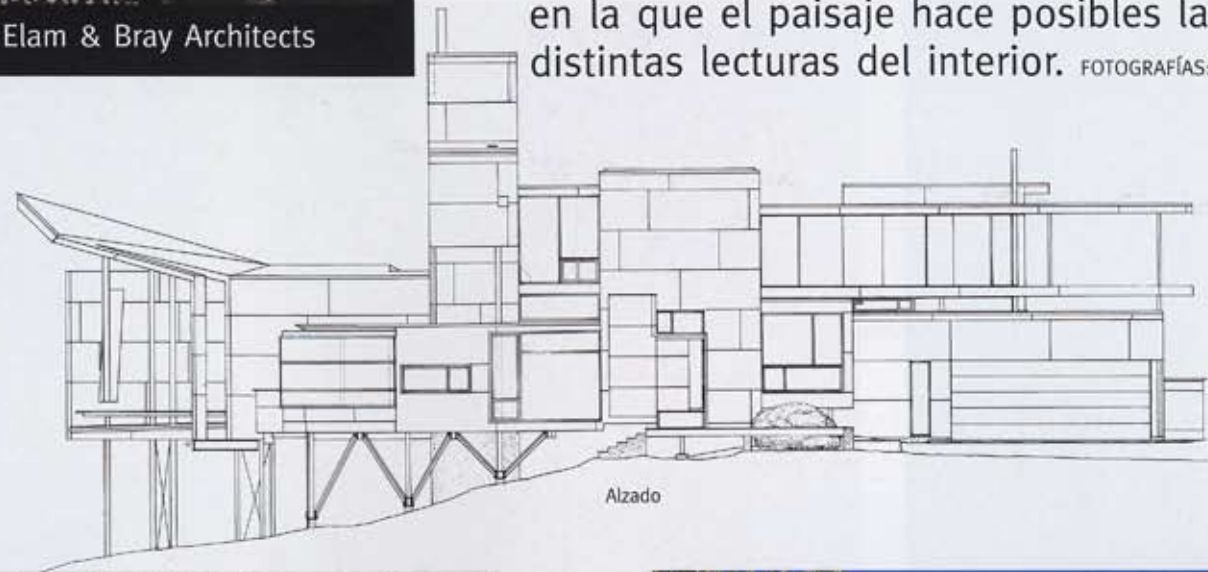 Elam & Bray Architects
en la que el paisaje hace posibles la
distintas lecturas del interior. FOTOGRAFÍAS:
Alzado